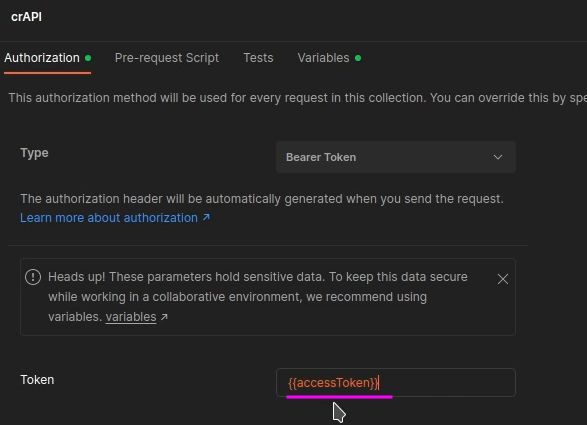 crAPI
Authorization Pre-request Script Tests Variables
This authorization method will be used for every request in this collection. You can override this by spe
Type
Bearer Token
The authorization header will be automatically generated when you send the request.
Learn more about authorization ↗
Heads up! These parameters hold sensitive data. To keep this data secure
while working in a collaborative environment, we recommend using
variables. variables ↗
Token
{{accessToken}}